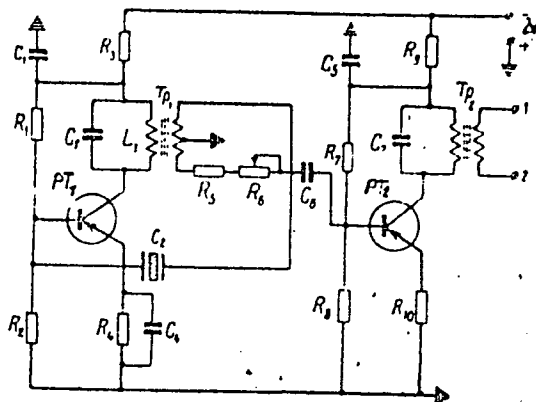 C₁
R₃
C₅
R₉
+
R₁
C₃
L₁
Tp₁
R₅
R₆
C₆
R₇
C₇
Tp₂
1
2
PT₁
PT₂
C₂
R₂
R₄
C₄
R₈
R₁₀